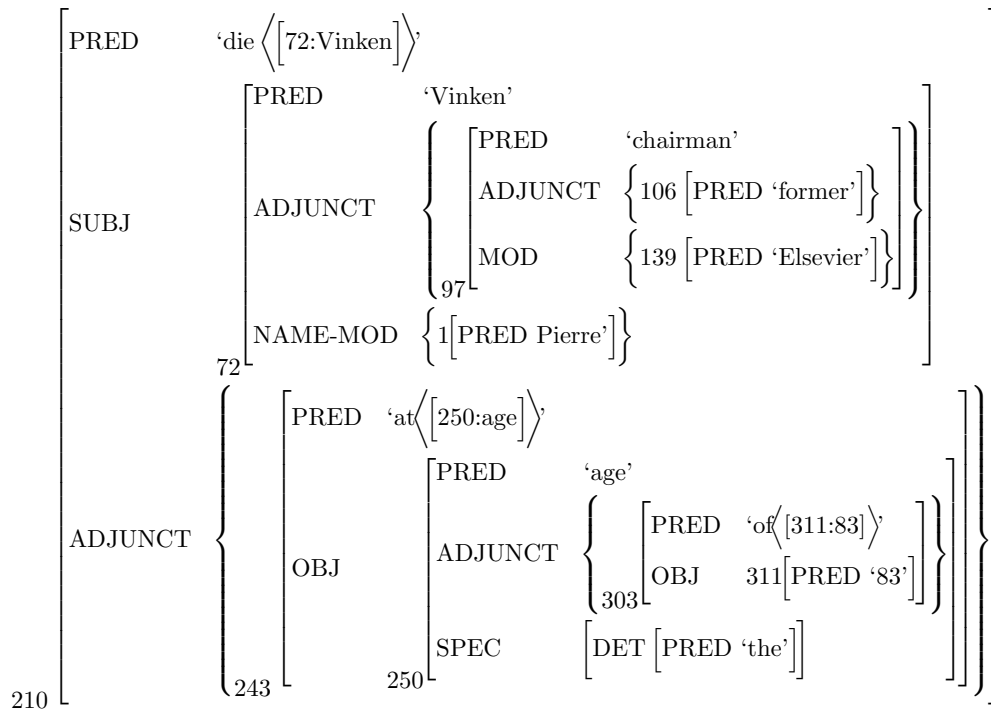 PRED ‘die ⟨[72:Vinken]⟩’
PRED ‘Vinken’
PRED ‘chairman’
ADJUNCT {106 [PRED ‘former’]}
SUBJ ADJUNCT
MOD {139 [PRED ‘Elsevier’]}
97
NAME-MOD {1[PRED Pierre’]}
72
PRED ‘at⟨[250:age]⟩’
PRED ‘age’
PRED ‘of⟨[311:83]⟩’
ADJUNCT OBJ ADJUNCT
OBJ 311[PRED ‘83’]
303
SPEC [DET [PRED ‘the’]]
210 243 250